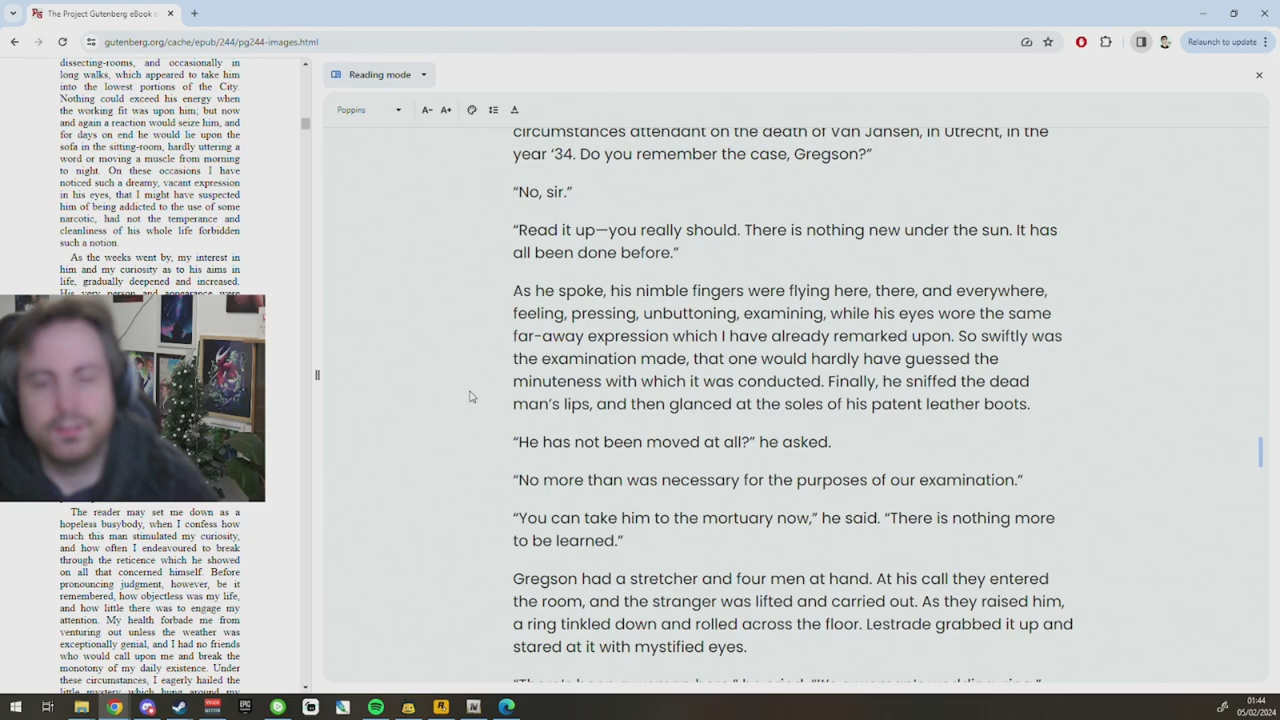 The Project Gutenberg eBook o
gutenberg.org/cache/epub/244/pg244-images.html
Relaunch to update
dissecting-rooms, and occasionally in
long walks, which appeared to take him
into the lowest portions of the City.
Nothing could exceed his energy when
the working fit was upon him; but now
and again a reaction would seize him, and
for days on end he would lie upon the
sofa in the sitting-room, hardly uttering a
word or moving a muscle from morning
to night. On these occasions I have
noticed such a dreamy, vacant expression
in his eyes, that I might have suspected
him of being addicted to the use of some
narcotic, had not the temperance and
cleanliness of his whole life forbidden
such a notion.
As the weeks went by, my interest in
him and my curiosity as to his aims in
life, gradually deepened and increased.
His very person and appearance were
The reader may set me down as a
hopeless busybody, when I confess how
much this man stimulated my curiosity,
and how often I endeavoured to break
through the reticence which he showed
on all that concerned himself. Before
pronouncing judgment, however, be it
remembered, how objectless was my life,
and how little there was to engage my
attention. My health forbade me from
venturing out unless the weather was
exceptionally genial, and I had no friends
who would call upon me and break the
monotony of my daily existence. Under
these circumstances, I eagerly hailed the
little mystery which hung around my
Reading mode
Poppins
A-
A+
circumstances attendant on the death of Van Jansen, in Utrecht, in the
year ‘34. Do you remember the case, Gregson?”
“No, sir.”
“Read it up—you really should. There is nothing new under the sun. It has
all been done before.”
As he spoke, his nimble fingers were flying here, there, and everywhere,
feeling, pressing, unbuttoning, examining, while his eyes wore the same
far-away expression which I have already remarked upon. So swiftly was
the examination made, that one would hardly have guessed the
minuteness with which it was conducted. Finally, he sniffed the dead
man’s lips, and then glanced at the soles of his patent leather boots.
“He has not been moved at all?” he asked.
“No more than was necessary for the purposes of our examination.”
“You can take him to the mortuary now,” he said. “There is nothing more
to be learned.”
Gregson had a stretcher and four men at hand. At his call they entered
the room, and the stranger was lifted and carried out. As they raised him,
a ring tinkled down and rolled across the floor. Lestrade grabbed it up and
stared at it with mystified eyes.
“There’s been a woman here,” he cried. “It’s a woman’s wedding-ring.”
01:44
05/02/2024